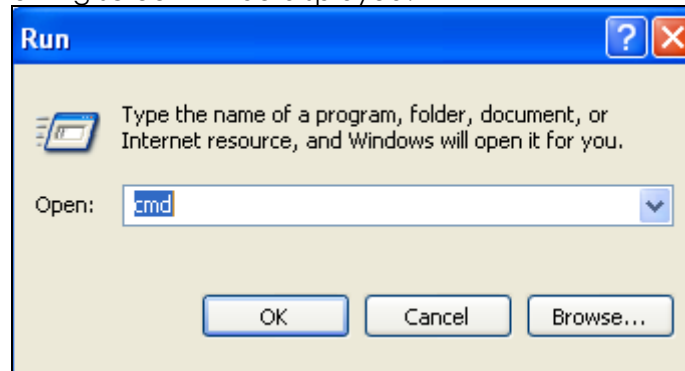 Run
Type the name of a program, folder, document, or
Internet resource, and Windows will open it for you.
Open: cmd
OK Cancel Browse...